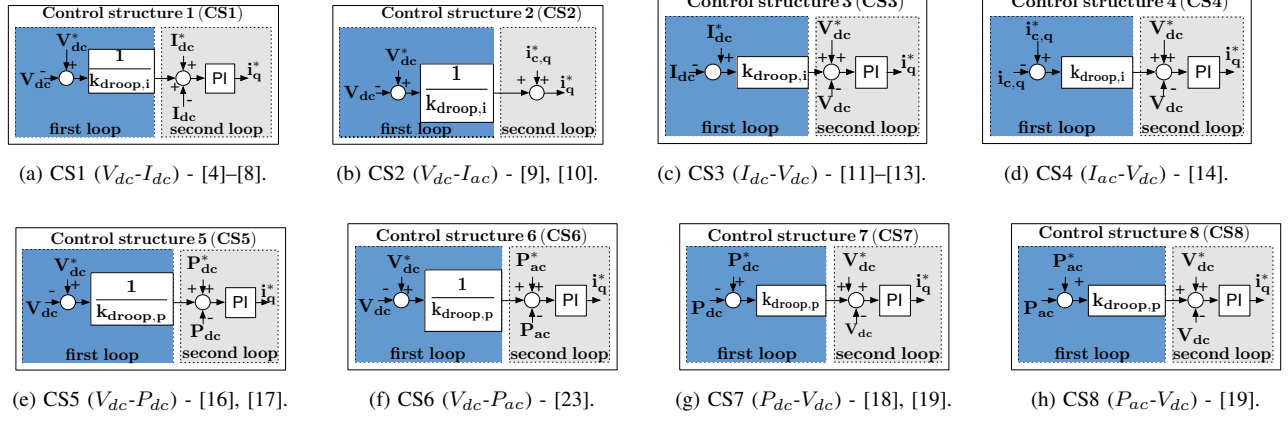 Control structure 1 (CS1)
V*dc
I*dc
-
+
1
kdroop,i
+
+
-
Vdc
PI
i*q
Idc
first loop
second loop
(a) CS1 (Vdc-Idc) - [4]–[8].
Control structure 2 (CS2)
V*dc
i*c,q
-
+
1
kdroop,i
+
+
Vdc
i*q
first loop
second loop
(b) CS2 (Vdc-Iac) - [9], [10].
Control structure 3 (CS3)
I*dc
V*dc
-
+
+
+
Idc
kdroop,i
PI
i*q
-
Vdc
first loop
second loop
(c) CS3 (Idc-Vdc) - [11]–[13].
Control structure 4 (CS4)
i*c,q
V*dc
-
+
+
+
ic,q
kdroop,i
PI
i*q
-
Vdc
first loop
second loop
(d) CS4 (Iac-Vdc) - [14].
Control structure 5 (CS5)
V*dc
P*dc
-
+
1
kdroop,p
+
+
Vdc
PI
i*q
-
Pdc
first loop
second loop
(e) CS5 (Vdc-Pdc) - [16], [17].
Control structure 6 (CS6)
V*dc
P*ac
-
+
1
kdroop,p
+
+
Vdc
PI
i*q
-
Pac
first loop
second loop
(f) CS6 (Vdc-Pac) - [23].
Control structure 7 (CS7)
P*dc
V*dc
-
+
+
+
Pdc
kdroop,p
PI
i*q
-
Vdc
first loop
second loop
(g) CS7 (Pdc-Vdc) - [18], [19].
Control structure 8 (CS8)
P*ac
V*dc
-
+
+
+
Pac
kdroop,p
PI
i*q
-
Vdc
first loop
second loop
(h) CS8 (Pac-Vdc) - [19].